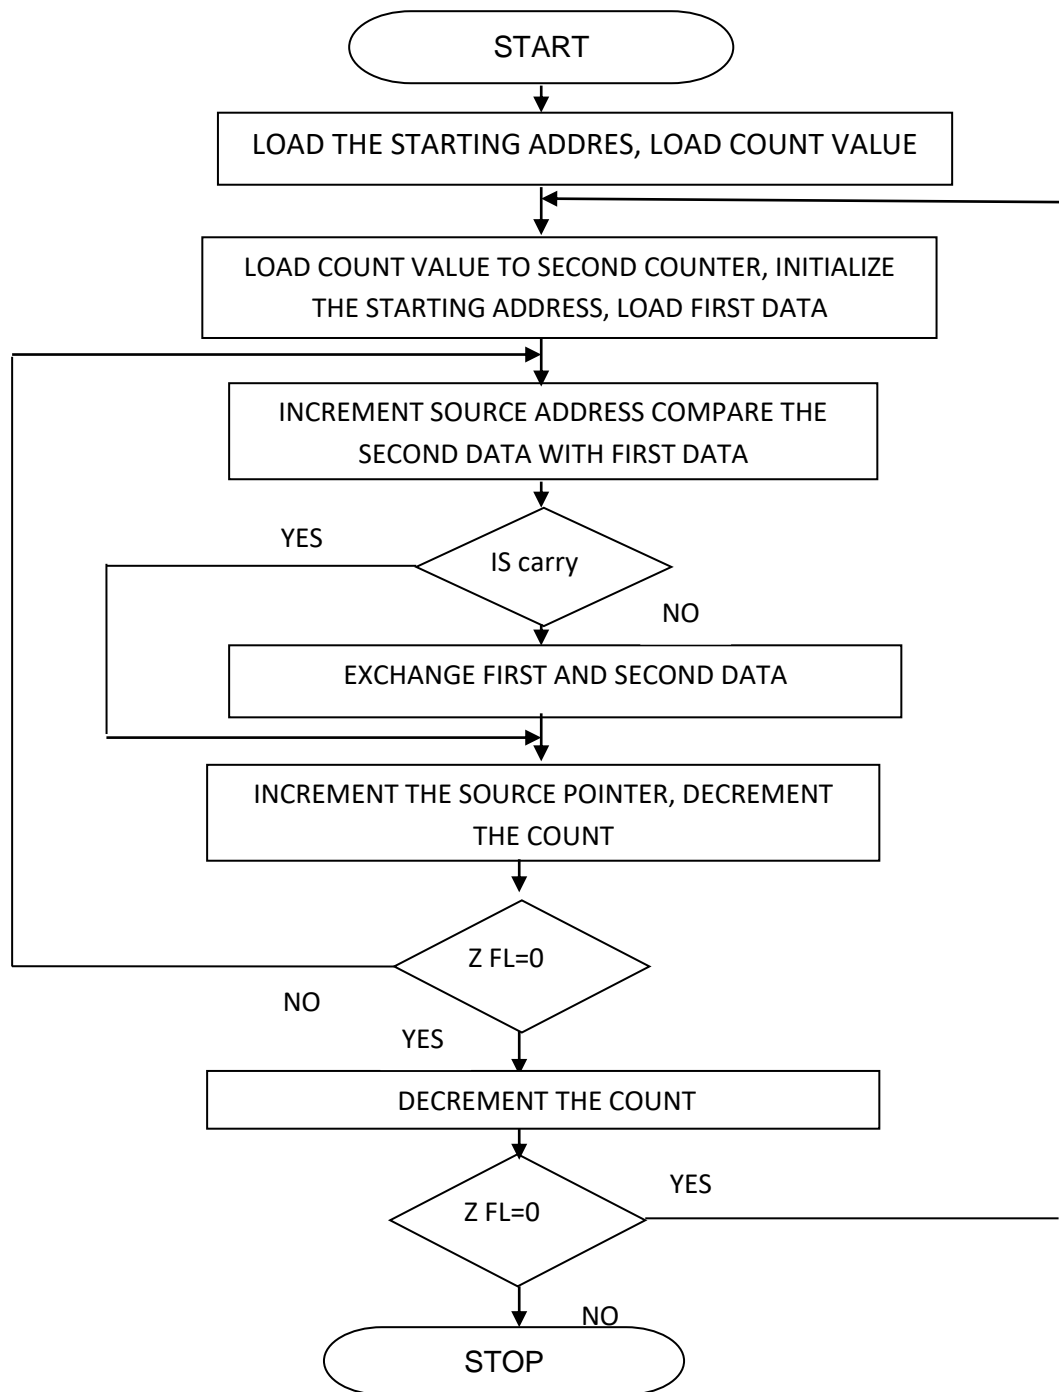 START
LOAD THE STARTING ADDRES, LOAD COUNT VALUE
LOAD COUNT VALUE TO SECOND COUNTER, INITIALIZE
THE STARTING ADDRESS, LOAD FIRST DATA
INCREMENT SOURCE ADDRESS COMPARE THE
SECOND DATA WITH FIRST DATA
YES
IS carry
NO
EXCHANGE FIRST AND SECOND DATA
INCREMENT THE SOURCE POINTER, DECREMENT
THE COUNT
Z FL=0
NO
YES
DECREMENT THE COUNT
YES
Z FL=0
NO
STOP